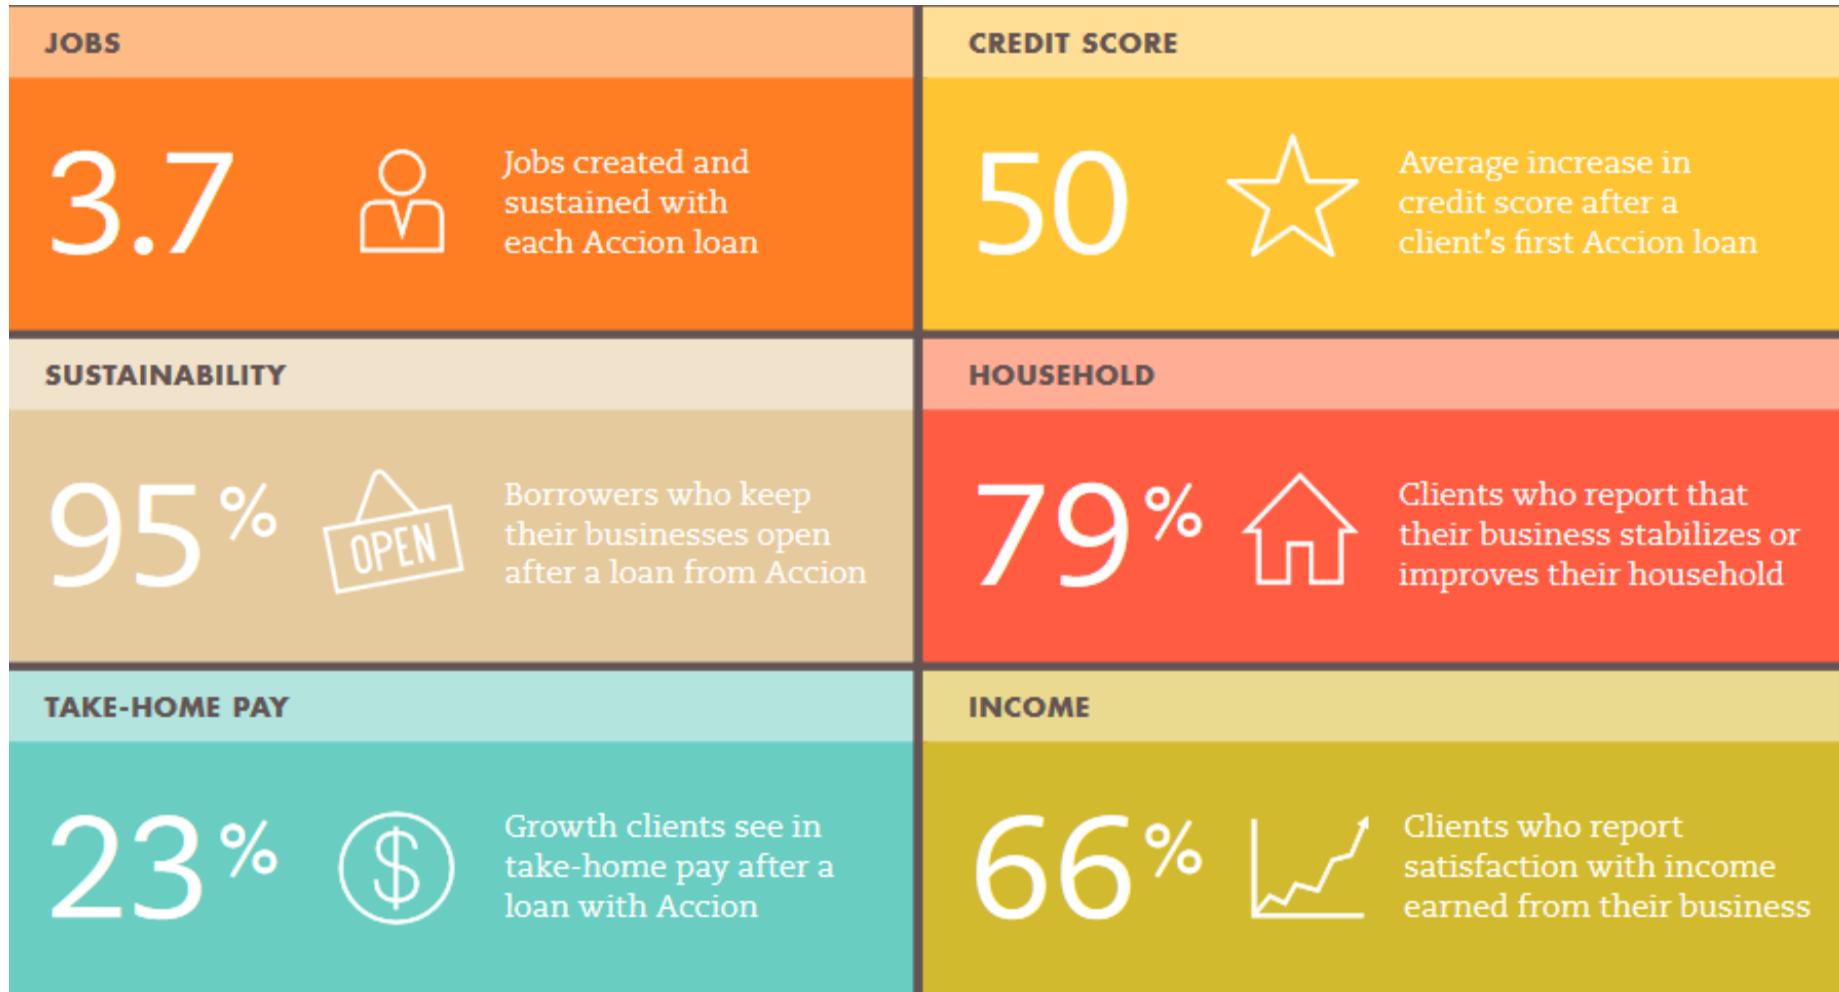 JOBS
3.7
Jobs created and
sustained with
each Accion loan
CREDIT SCORE
50
Average increase in
credit score after a
client's first Accion loan
SUSTAINABILITY
95%
OPEN
Borrowers who keep
their businesses open
after a loan from Accion
HOUSEHOLD
79%
Clients who report that
their business stabilizes or
improves their household
TAKE-HOME PAY
23%
$
Growth clients see in
take-home pay after a
loan with Accion
INCOME
66%
Clients who report
satisfaction with income
earned from their business